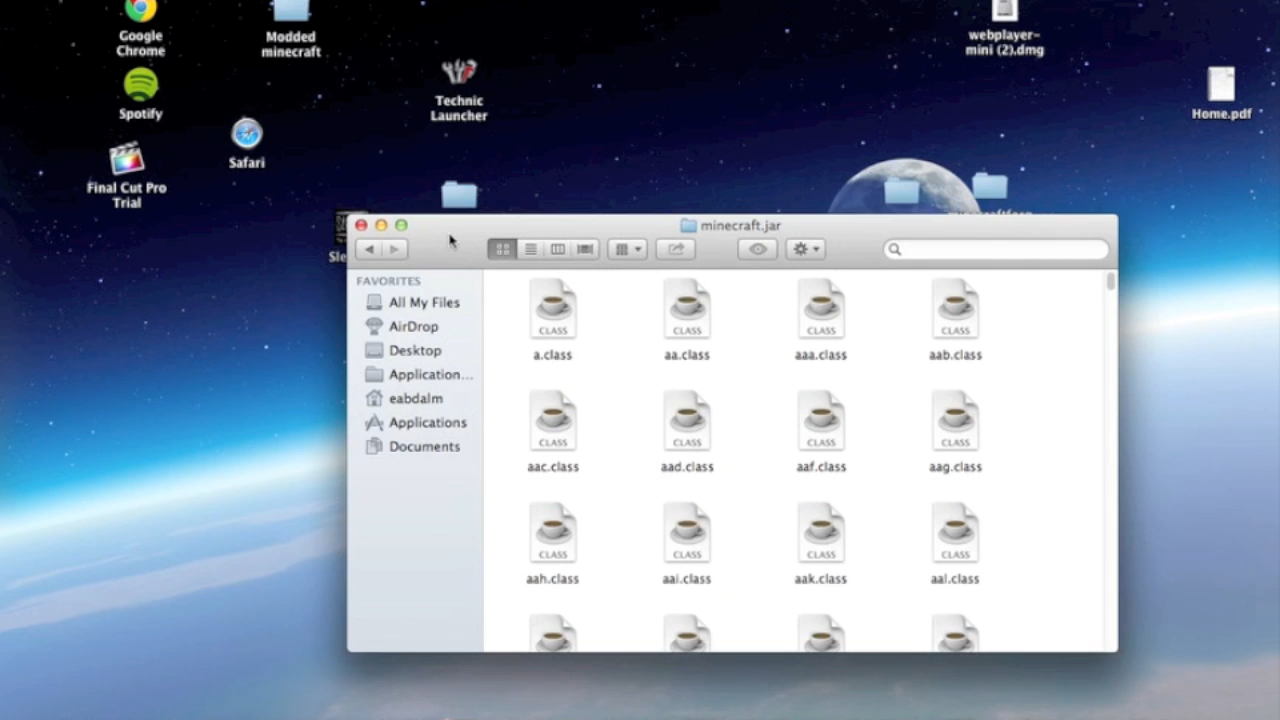 Google
Chrome
Modded
minecraft
webplayer-
mini (2).dmg
Technic
Launcher
Spotify
Home.pdf
Safari
Final Cut Pro
Trial
minecraft.jar
FAVORITES
All My Files
AirDrop
Desktop
Application...
eabdalm
Applications
Documents
CLASS
CLASS
CLASS
CLASS
a.class
aa.class
aaa.class
aab.class
CLASS
CLASS
CLASS
CLASS
aac.class
aad.class
aaf.class
aag.class
CLASS
CLASS
CLASS
CLASS
aah.class
aai.class
aak.class
aal.class